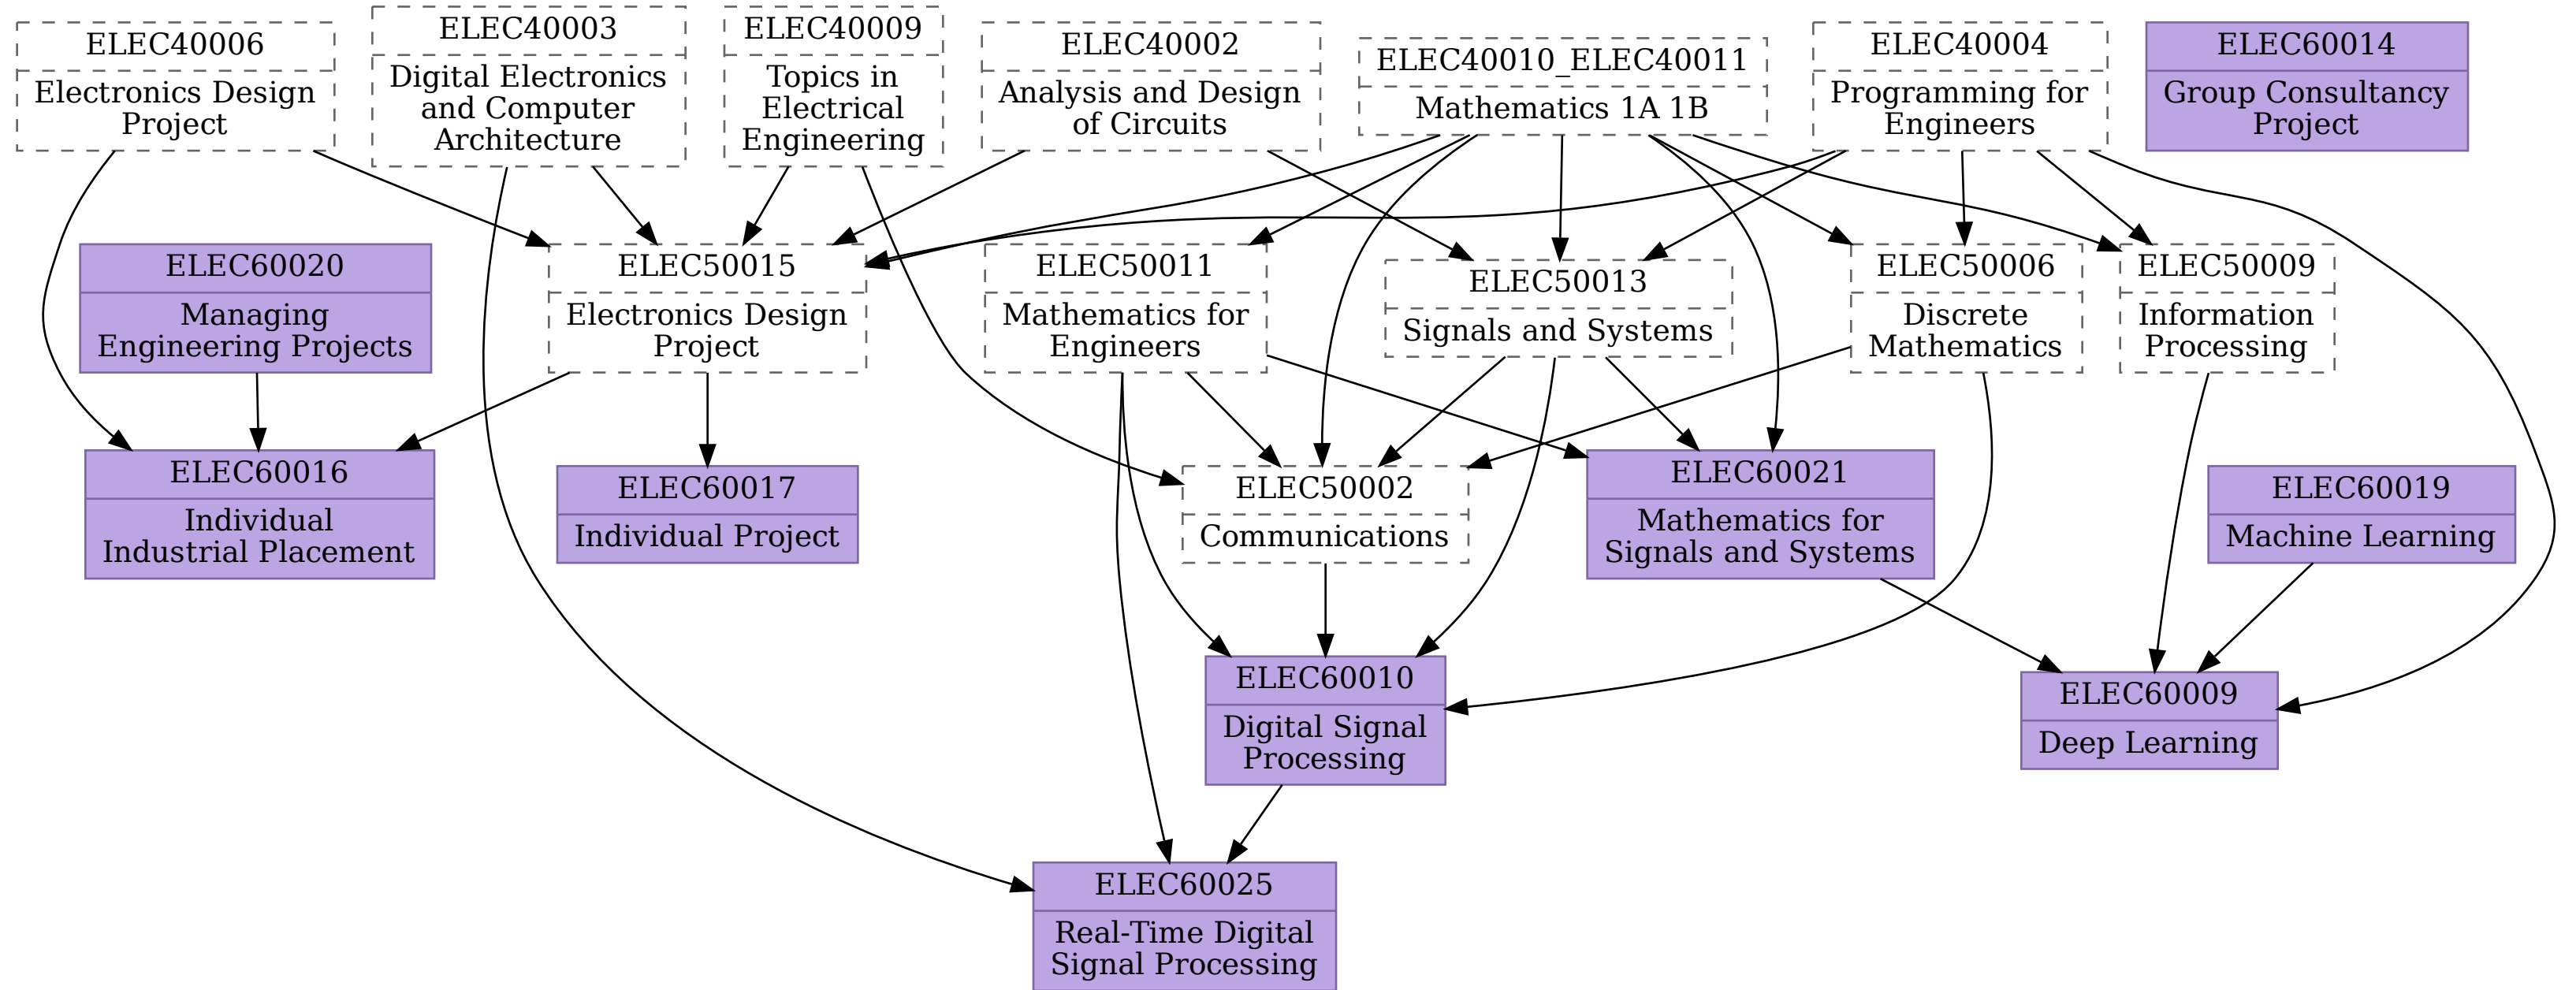 ELEC40006
Electronics Design
Project
ELEC40003
Digital Electronics
and Computer
Architecture
ELEC40009
Topics in
Electrical
Engineering
ELEC40002
Analysis and Design
of Circuits
ELEC40010_ELEC40011
Mathematics 1A 1B
ELEC40004
Programming for
Engineers
ELEC60014
Group Consultancy
Project
ELEC60020
Managing
Engineering Projects
ELEC50015
Electronics Design
Project
ELEC50011
Mathematics for
Engineers
ELEC50013
Signals and Systems
ELEC50006
Discrete
Mathematics
ELEC50009
Information
Processing
ELEC60016
Individual
Industrial Placement
ELEC60017
Individual Project
ELEC50002
Communications
ELEC60021
Mathematics for
Signals and Systems
ELEC60019
Machine Learning
ELEC60010
Digital Signal
Processing
ELEC60009
Deep Learning
ELEC60025
Real-Time Digital
Signal Processing